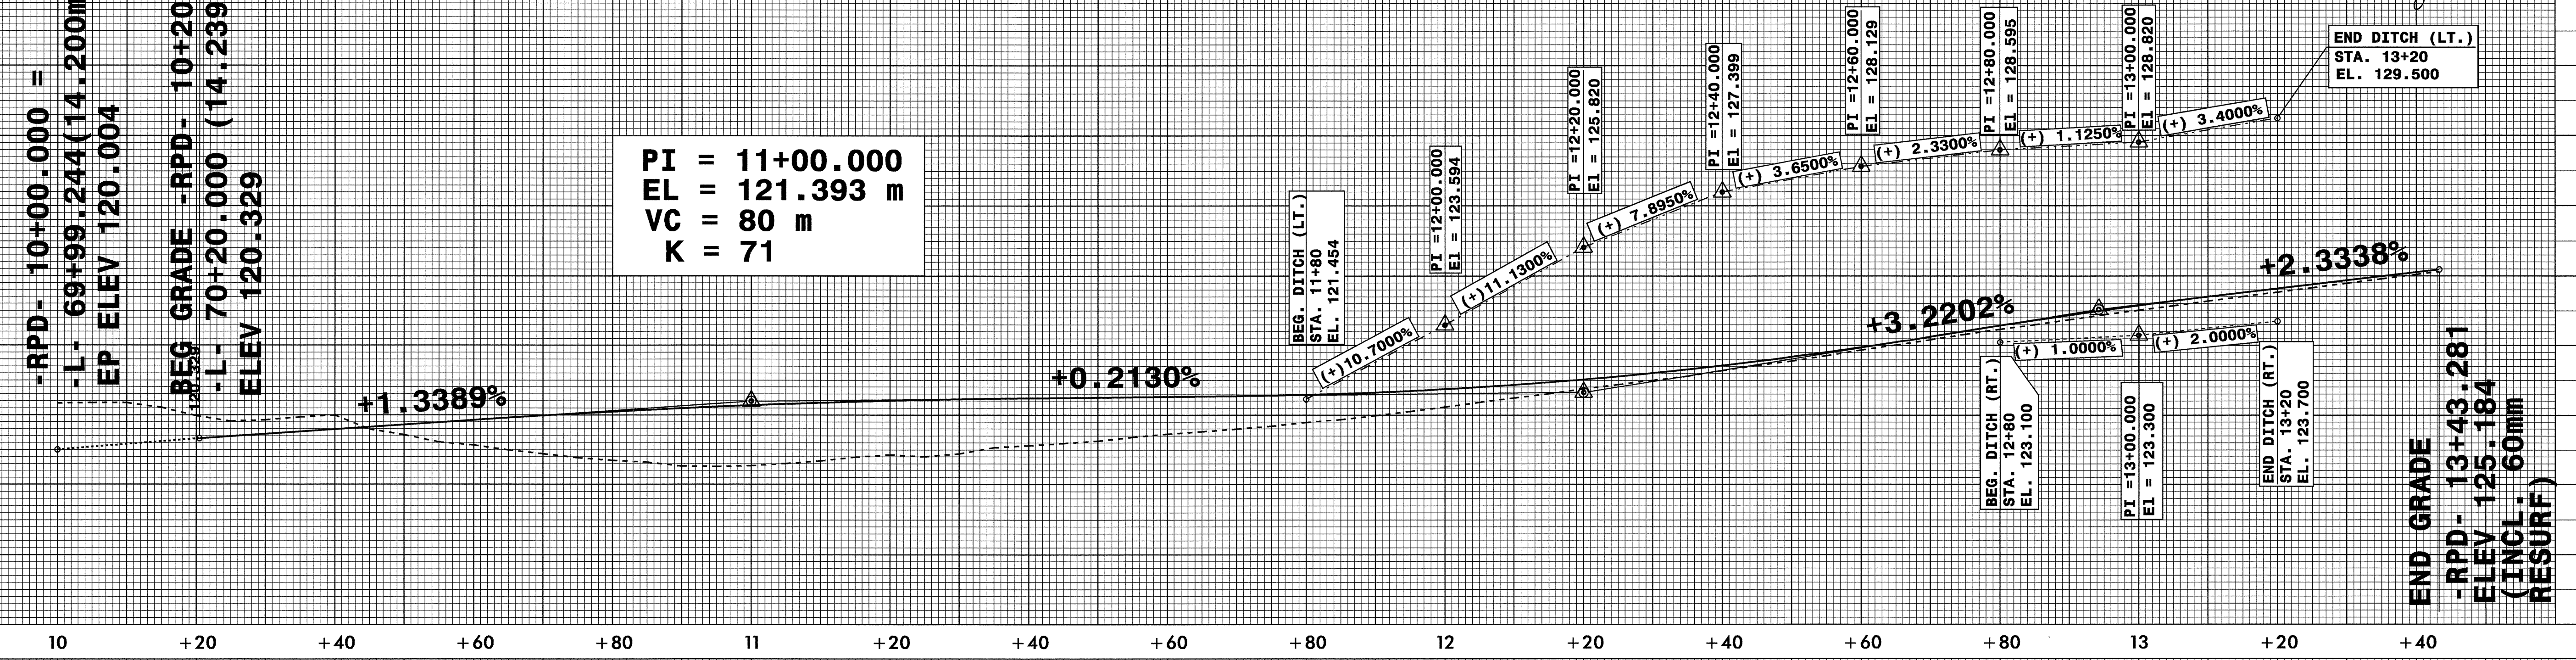 -RPD- 10+00.000 =
-L- 69+99.244(14.200m
EP ELEV 120.004
BEG GRADE -RPD- 10+20
-L- 70+20.000 (14.239
ELEV 120.329
120.329
+1.3389%
PI = 11+00.000
EL = 121.393 m
VC = 80 m
K = 71
+0.2130%
BEG. DITCH (LT.)
STA. 11+80
EL. 121.454
(+)10.7000%
PI =12+00.000
El = 123.594
(+)11.1300%
PI =12+20.000
El = 125.820
(+) 7.8950%
PI =12+40.000
El = 127.399
(+) 3.6500%
PI =12+60.000
El = 128.129
(+) 2.3300%
PI =12+80.000
El = 128.595
(+) 1.1250%
PI =13+00.000
El = 128.820
(+) 3.4000%
END DITCH (LT.)
STA. 13+20
EL. 129.500
+3.2202%
+2.3338%
BEG. DITCH (RT.)
STA. 12+80
EL. 123.100
(+) 1.0000%
PI =13+00.000
El = 123.300
(+) 2.0000%
END DITCH (RT.)
STA. 13+20
EL. 123.700
END GRADE
-RPD- 13+43.281
ELEV 125.184
(INCL. 60mm
RESURF)
10 +20 +40 +60 +80 11 +20 +40 +60 +80 12 +20 +40 +60 +80 13 +20 +40